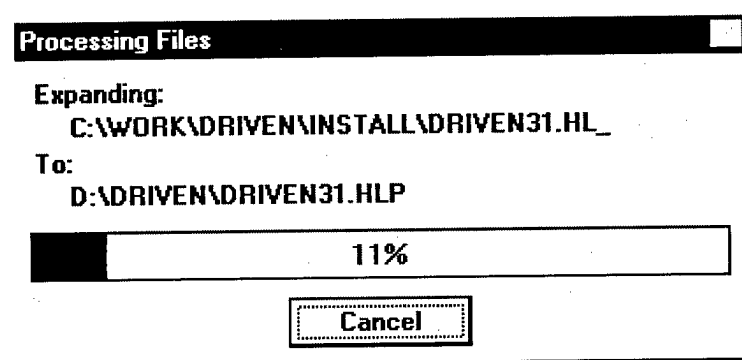 Processing Files
Expanding:
C:\WORK\DRIVEN\INSTALL\DRIVEN31.HL_
To:
D:\DRIVEN\DRIVEN31.HLP
11%
Cancel